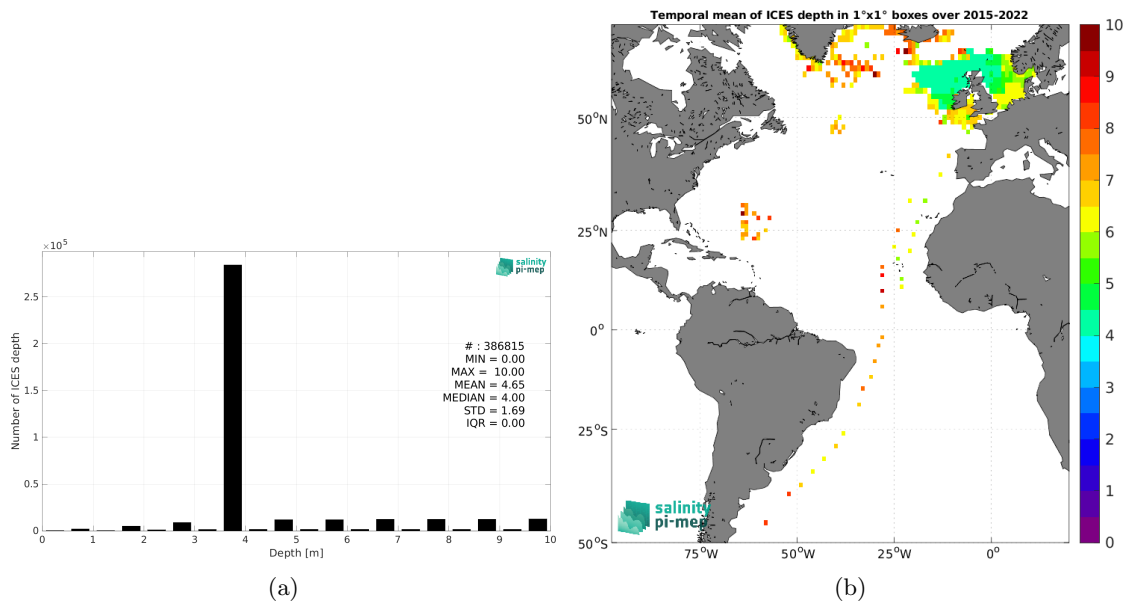 ×10⁵
2.5
2
1.5
1
0.5
0
0 1 2 3 4 5 6 7 8 9 10
Number of ICES depth
Depth [m]
salinity
pi-mep
# : 386815
MIN = 0.00
MAX = 10.00
MEAN = 4.65
MEDIAN = 4.00
STD = 1.69
IQR = 0.00
(a)
Temporal mean of ICES depth in 1°x1° boxes over 2015-2022
50°N
25°N
0°
25°S
50°S
75°W 50°W 25°W 0°
salinity
pi-mep
10
9
8
7
6
5
4
3
2
1
0
(b)